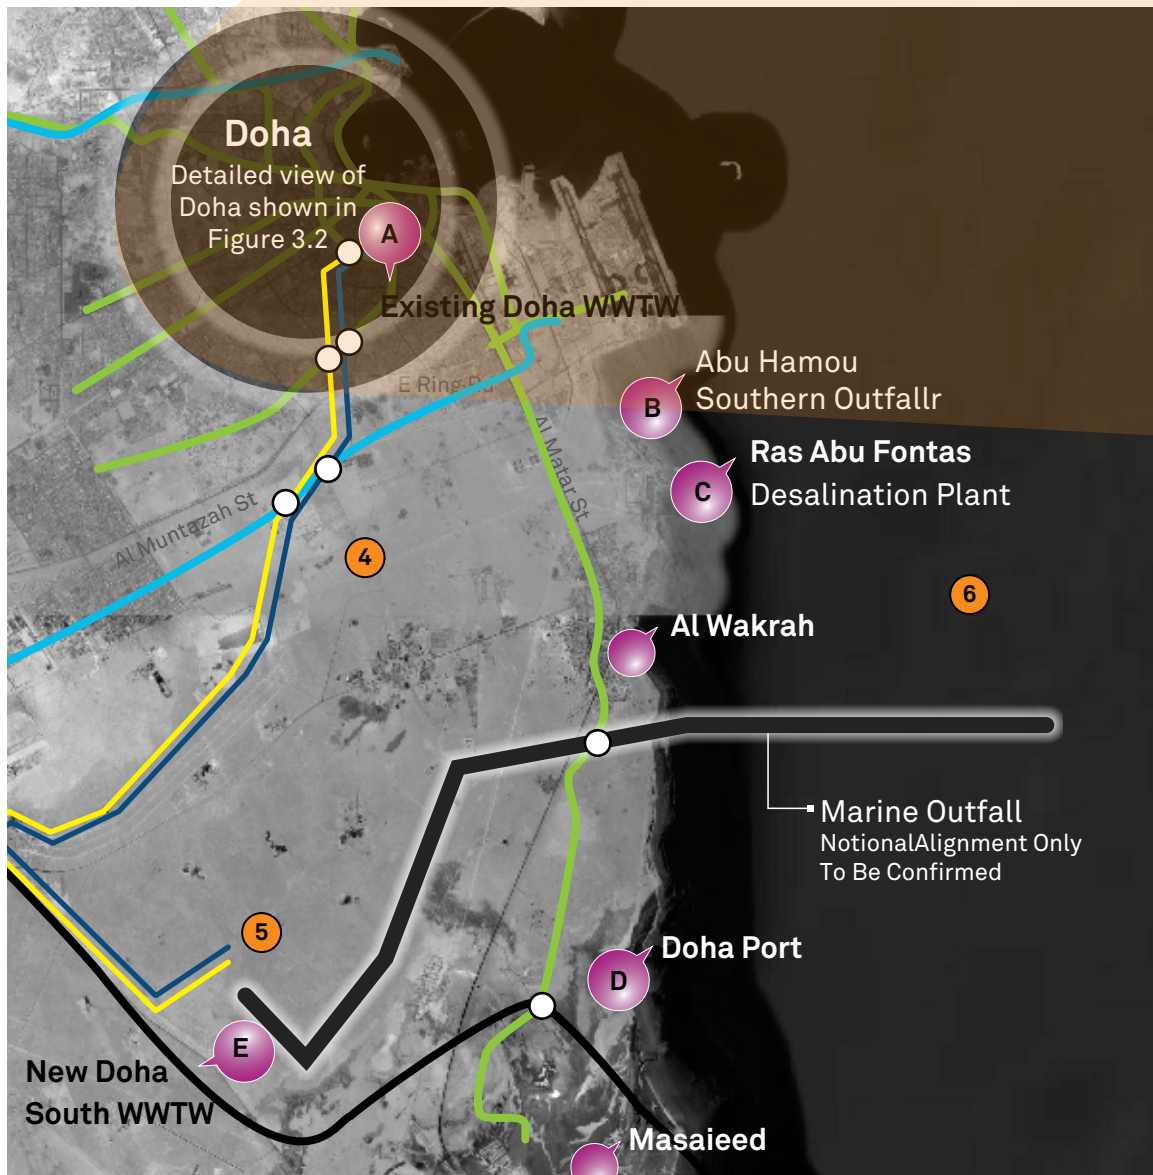 Doha
Detailed view of
Doha shown in
Figure 3.2
A
Existing Doha WWTW
E Ring Rd
Abu Hamou
Southern Outfallr
B
Al Matar St
Ras Abu Fontas
Desalination Plant
C
Al Muntazah St
4
6
Al Wakrah
Marine Outfall
NotionalAlignment Only
To Be Confirmed
5
Doha Port
D
E
New Doha
South WWTW
Masaieed